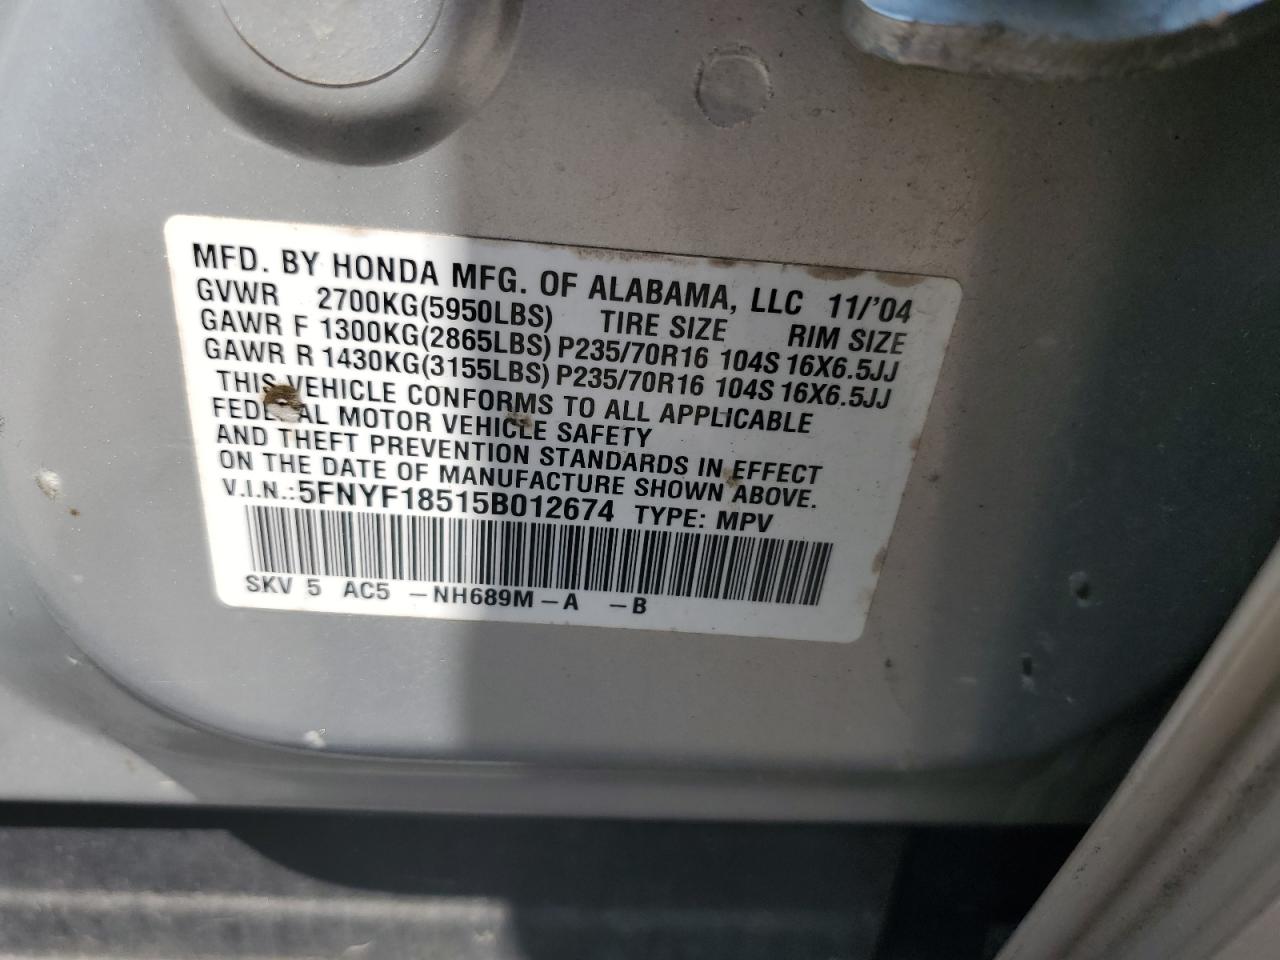 MFD. BY HONDA MFG. OF ALABAMA, LLC 11/'04
GVWR 2700KG(5950LBS) TIRE SIZE RIM SIZE
GAWR F 1300KG(2865LBS) P235/70R16 104S 16X6.5JJ
GAWR R 1430KG(3155LBS) P235/70R16 104S 16X6.5JJ
THIS VEHICLE CONFORMS TO ALL APPLICABLE
FEDERAL MOTOR VEHICLE SAFETY
AND THEFT PREVENTION STANDARDS IN EFFECT
ON THE DATE OF MANUFACTURE SHOWN ABOVE.
V.I.N.:5FNYF18515B012674 TYPE: MPV
SKV 5 AC5 -NH689M-A -B